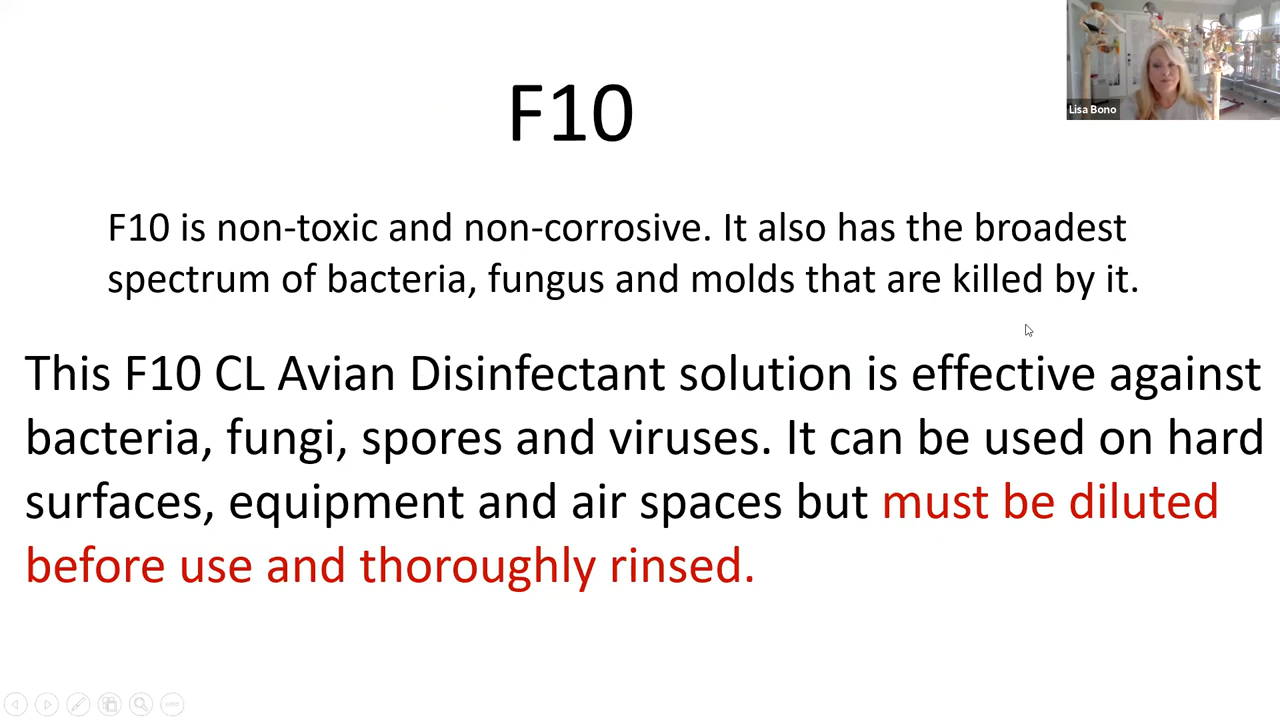 F10
Lisa Bono
F10 is non-toxic and non-corrosive. It also has the broadest
spectrum of bacteria, fungus and molds that are killed by it.
This F10 CL Avian Disinfectant solution is effective against
bacteria, fungi, spores and viruses. It can be used on hard
surfaces, equipment and air spaces but must be diluted
before use and thoroughly rinsed.